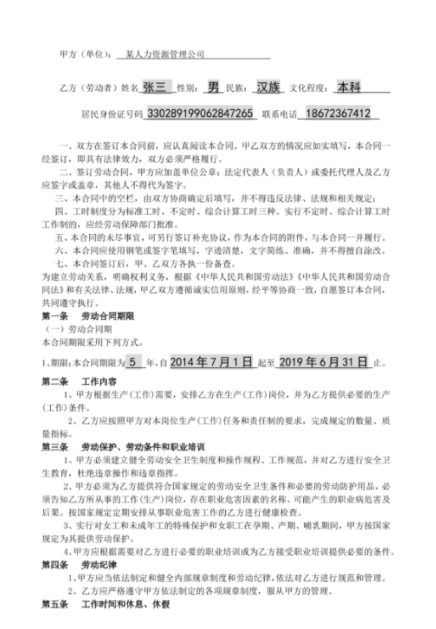 甲方（单位）： 某人力资源管理公司
乙方（劳动者）姓名 张三 性别： 男 民族： 汉族 文化程度： 本科
居民身份证号码 330289199062847265 联系电话 18672367412
一、双方在签订本合同前，应认真阅读本合同。甲乙双方的情况应如实填写，本合同一
经签订，即具有法律效力，双方必须严格履行。
二、签订劳动合同，甲方应加盖单位公章；法定代表人（负责人）或委托代理人及乙方
应签字或盖章，其他人不得代为签字。
三、本合同中的空栏，由双方协商确定后填写，并不得违反法律、法规和相关规定；
四、工时制度分为标准工时、不定时、综合计算工时三种。实行不定时、综合计算工时
工作制的，应经劳动保障部门批准。
五、本合同的未尽事宜，可另行签订补充协议，作为本合同的附件，与本合同一并履行。
六、本合同应使用钢笔或签字笔填写，字迹清楚，文字简练、准确，并不得擅自涂改。
七、本合同签订后，甲、乙双方各执一份备查。
为建立劳动关系，明确权利义务，根据《中华人民共和国劳动法》《中华人民共和国劳动合
同法》和有关法律、法规，甲乙双方遵循诚实信用原则，经平等协商一致，自愿签订本合同，
共同遵守执行。
第一条 劳动合同期限
（一）劳动合同期
本合同期限采用下列方式。
1、期限：本合同期限为 5 年，自 2014 年 7 月 1 日 起至 2019 年 6 月 31 日 止。
第二条 工作内容
1、甲方根据生产（工作）需要，安排乙方在生产（工作）岗位，并为乙方提供必要的生产
（工作）条件。
2、乙方应按照甲方对本岗位生产（工作）任务和责任制的要求，完成规定的数量、质
量指标。
第三条 劳动保护、劳动条件和职业培训
1、甲方必须建立健全劳动安全卫生制度和操作规程、工作规范，并对乙方进行安全卫
生教育，杜绝违章操作和违章指挥。
2、甲方必须为乙方提供符合国家规定的劳动安全卫生条件和必要的劳动防护用品，必
须告知乙方所从事的工作（生产）岗位，存在职业危害因素的名称、可能产生的职业病危害及
后果。按国家规定定期安排从事职业危害工作的乙方进行健康检查。
3、实行对女工和未成年工的特殊保护和女职工在孕期、产期、哺乳期间，甲方按国家
规定为其提供劳动保护。
4、甲方应根据需要对乙方进行必要的职业培训或为乙方接受职业培训提供必要的条件。
第四条 劳动纪律
1、甲方应当依法制定和健全内部规章制度和劳动纪律，依法对乙方进行规范和管理。
2、乙方应严格遵守甲方依法制定的各项规章制度，服从甲方的管理。
第五条 工作时间和休息、休假